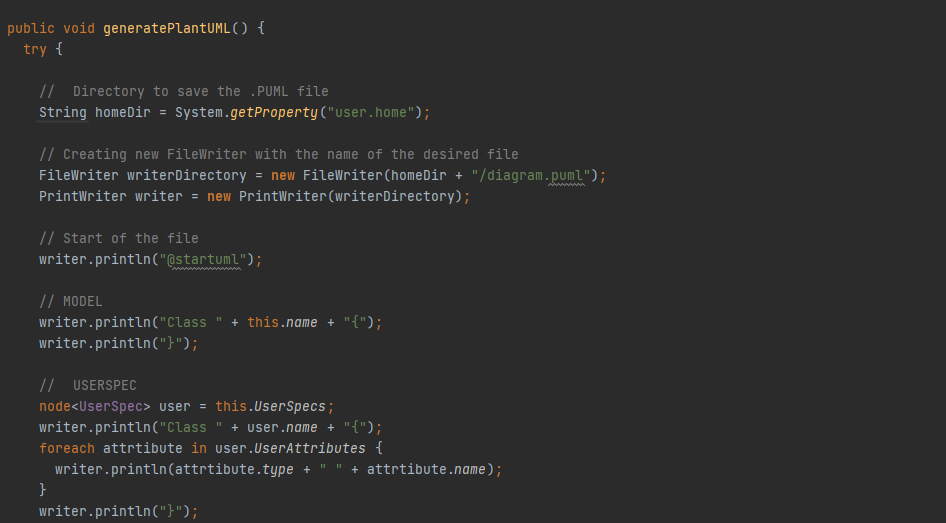 public void generatePlantUML() {
try {
//  Directory to save the .PUML file
String homeDir = System.getProperty("user.home");
// Creating new FileWriter with the name of the desired file
FileWriter writerDirectory = new FileWriter(homeDir + "/diagram.puml");
PrintWriter writer = new PrintWriter(writerDirectory);
// Start of the file
writer.println("@startuml");
// MODEL
writer.println("Class " + this.name + "{");
writer.println("}");
//  USERSPEC
node<UserSpec> user = this.UserSpecs;
writer.println("Class " + user.name + "{");
foreach attrtibute in user.UserAttributes {
writer.println(attrtibute.type + " " + attrtibute.name);
}
writer.println("}");